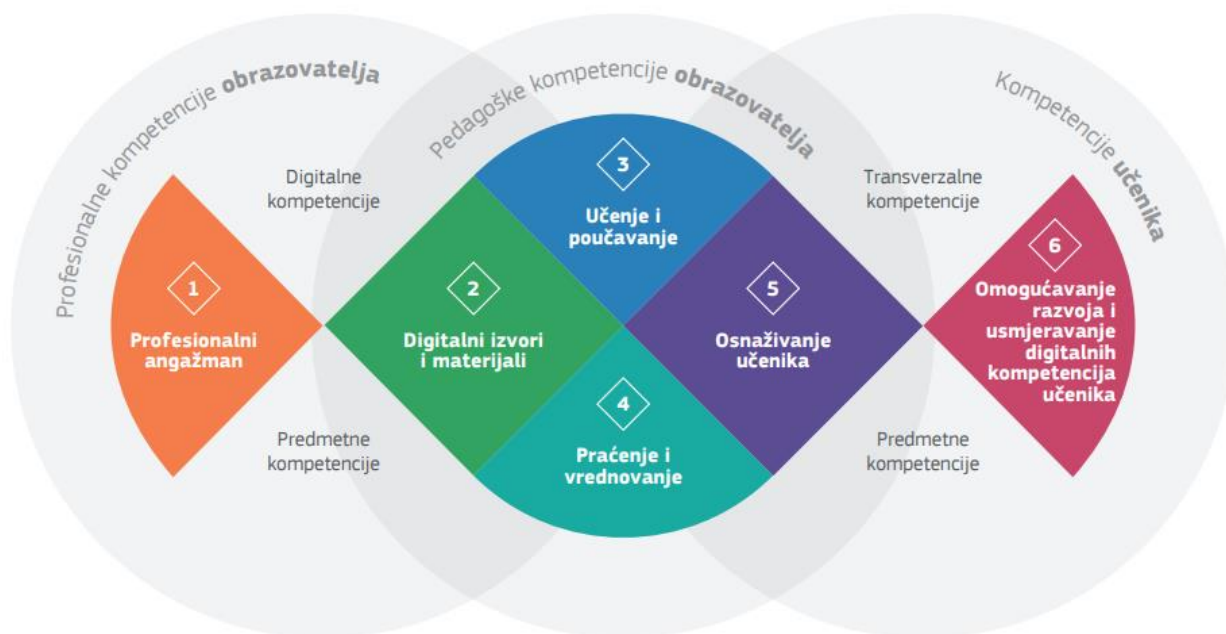 Profesionalne kompetencije obrazovatelja
Pedagoške kompetencije obrazovatelja
Kompetencije učenika
Digitalne
kompetencije
Predmetne
kompetencije
Transverzalne
kompetencije
Predmetne
kompetencije
1
Profesionalni
angažman
2
Digitalni izvori
i materijali
3
Učenje i
poučavanje
4
Praćenje i
vrednovanje
5
Osnaživanje
učenika
6
Omogućavanje
razvoja i
usmjeravanje
digitalnih
kompetencija
učenika